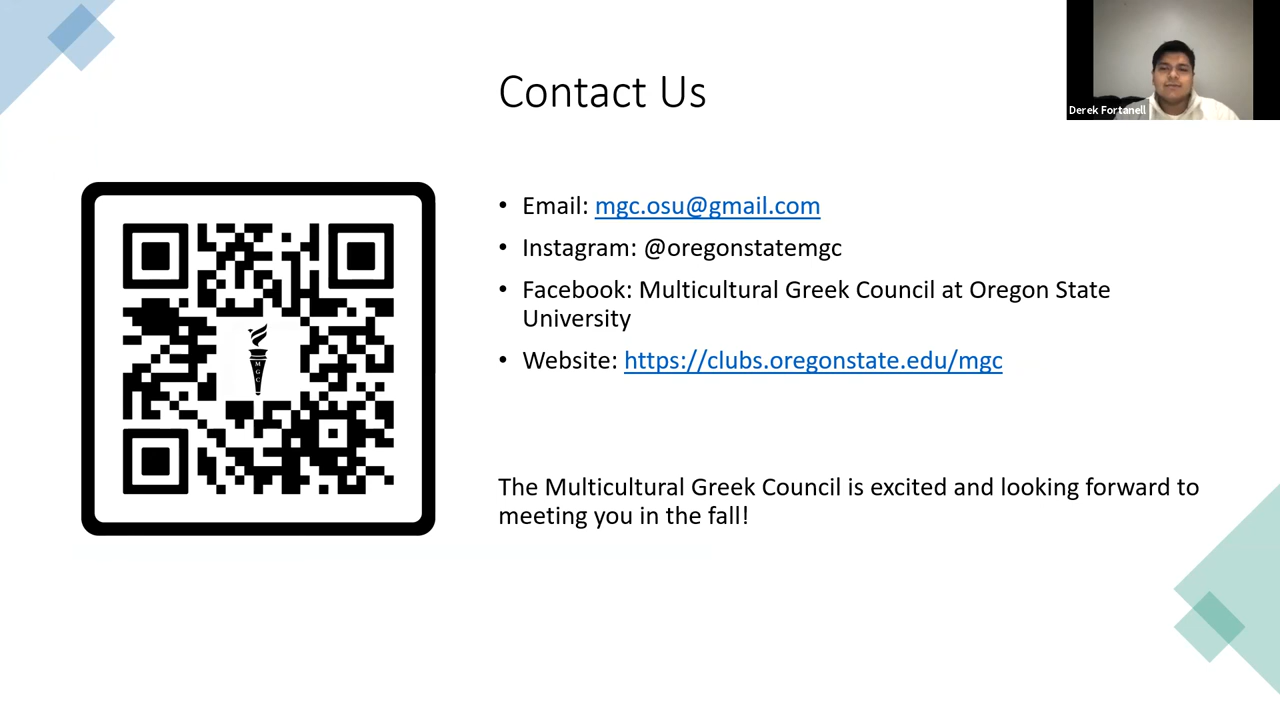 Contact Us
Derek Fortanell
• Email: mgc.osu@gmail.com
• Instagram: @oregonstatemgc
• Facebook: Multicultural Greek Council at Oregon State
University
• Website: https://clubs.oregonstate.edu/mgc
M
G
C
The Multicultural Greek Council is excited and looking forward to
meeting you in the fall!